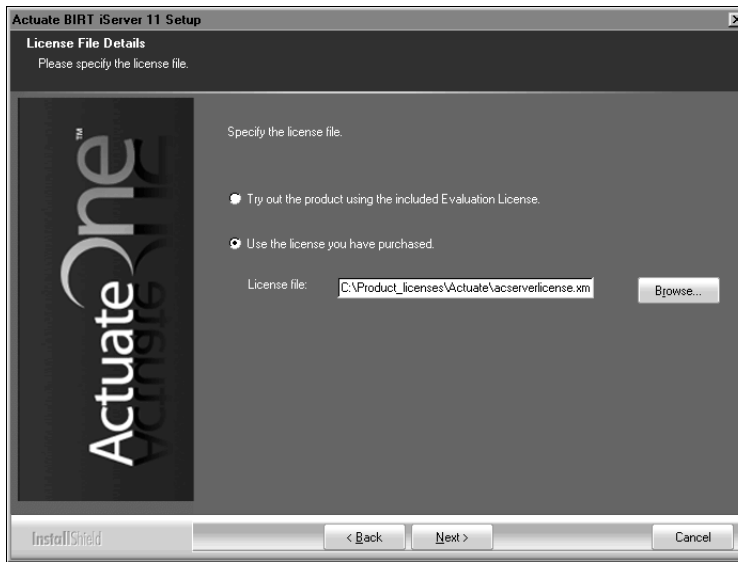 Actuate BIRT iServer 11 Setup
License File Details
Please specify the license file.
ActuateOne™
Specify the license file.
Try out the product using the included Evaluation License.
Use the license you have purchased.
License file: C:\Product_licenses\Actuate\acserverlicense.xm Browse...
InstallShield
< Back Next > Cancel